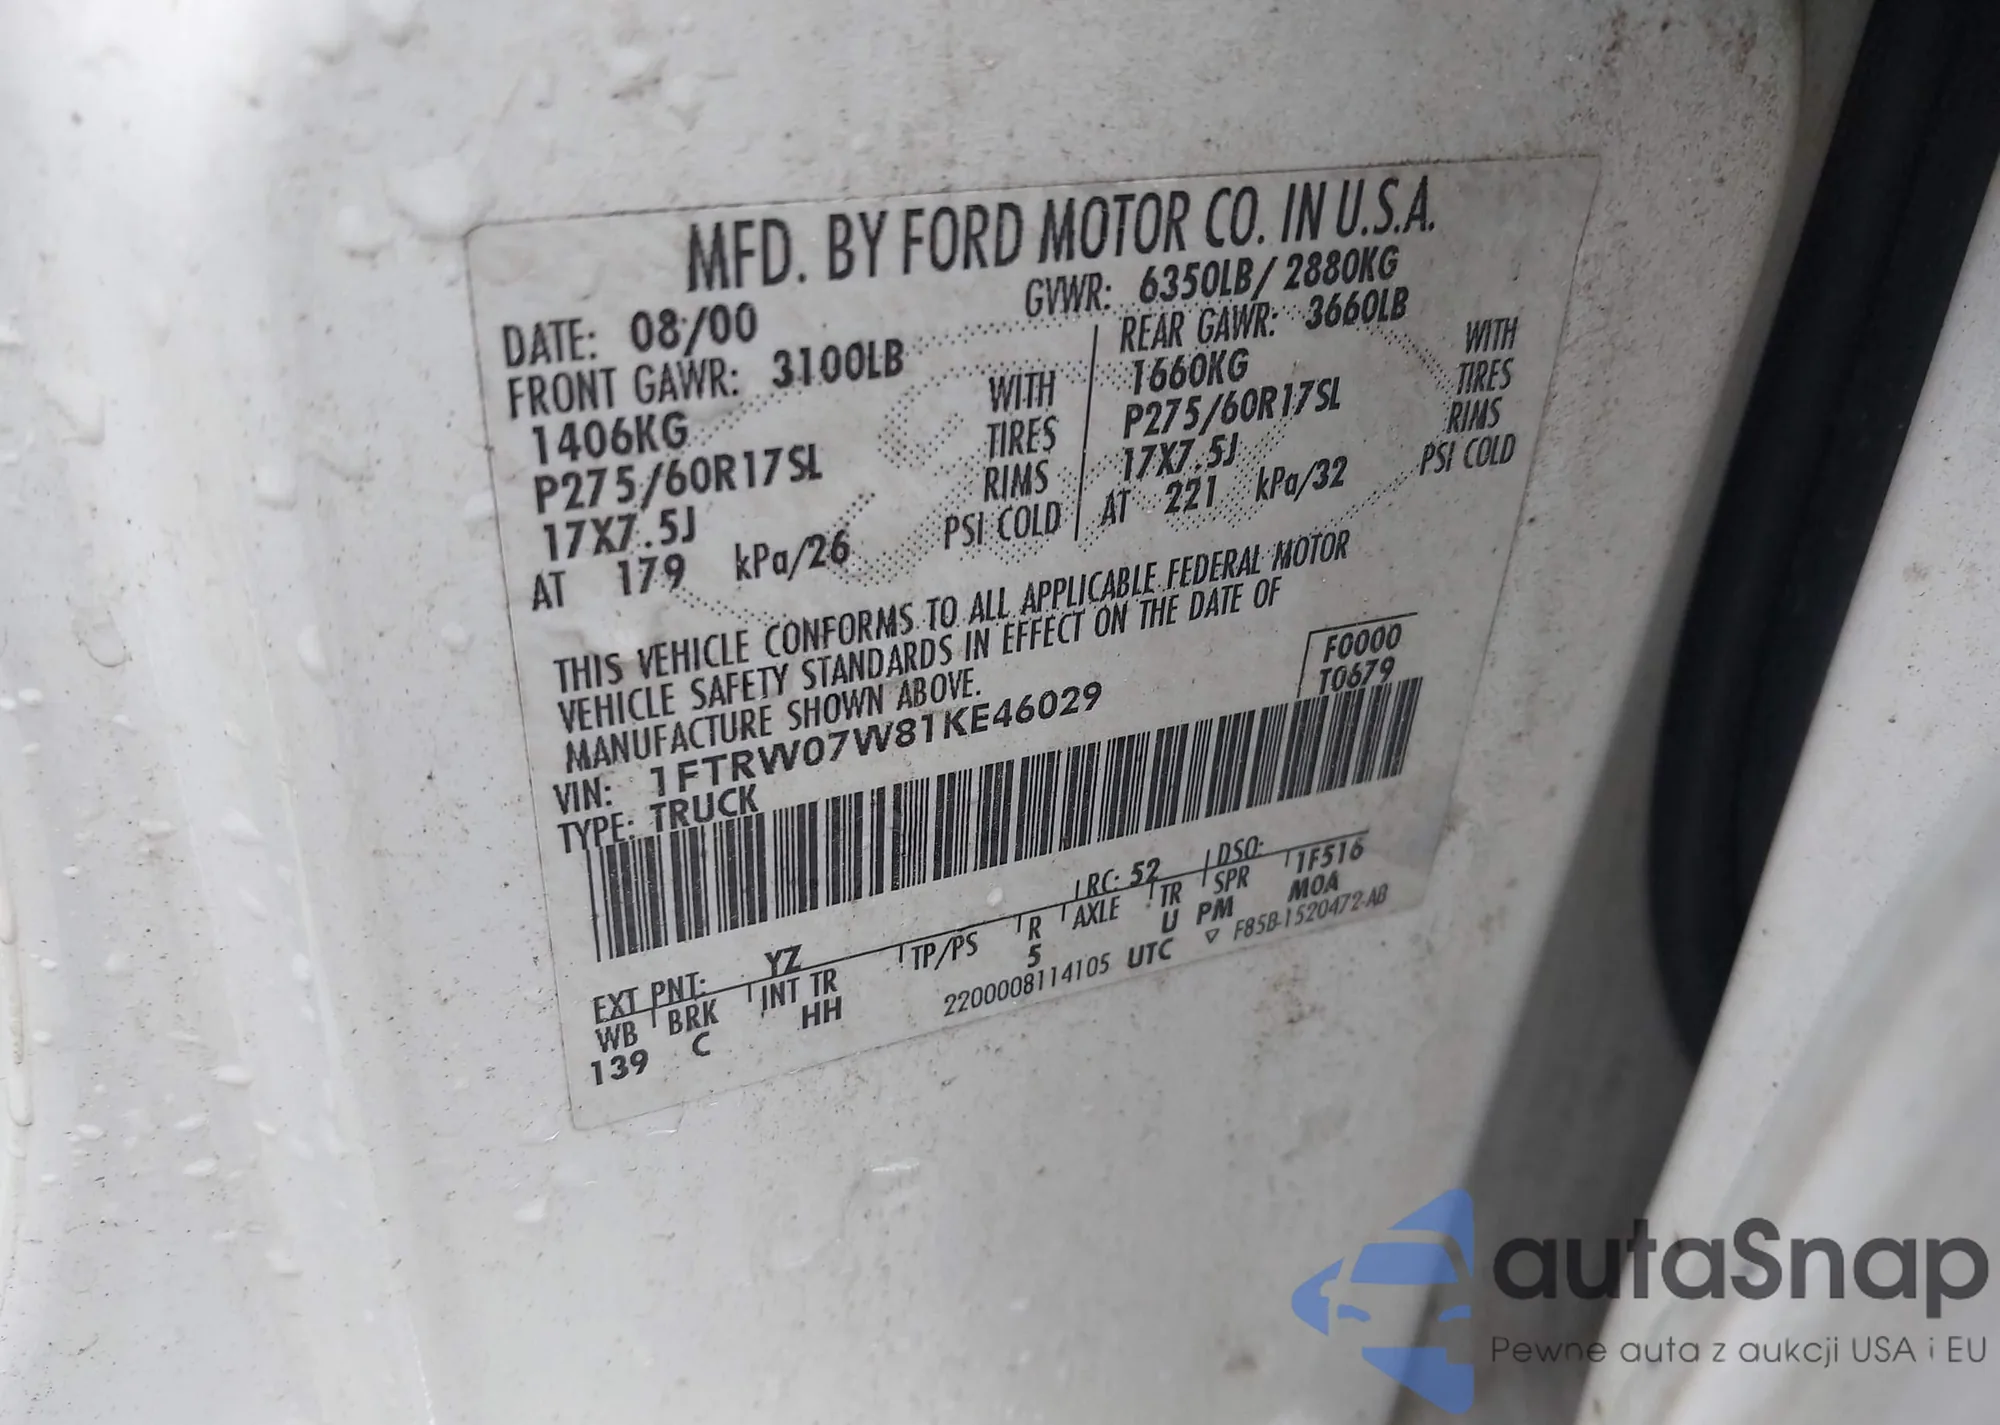 MFD. BY FORD MOTOR CO. IN U.S.A.
DATE: 08/00 GVWR: 6350LB/ 2880KG
FRONT GAWR: 3100LB REAR GAWR: 3660LB
1406KG WITH 1660KG WITH
P275/60R17SL TIRES P275/60R17SL TIRES
17X7.5J RIMS 17X7.5J RIMS
AT 179 kPa/26 PSI COLD AT 221 kPa/32 PSI COLD
THIS VEHICLE CONFORMS TO ALL APPLICABLE FEDERAL MOTOR
VEHICLE SAFETY STANDARDS IN EFFECT ON THE DATE OF
MANUFACTURE SHOWN ABOVE.
F0000
T0679
VIN: 1FTRW07W81KE46029
TYPE: TRUCK
EXT PNT: YZ RC: 52 DSO: 1F516
WB BRK INT TR TP/PS R AXLE TR SPR MOA
139 C HH 5 U PM
2200008114105 UTC ▽ F85B-1520472-AB
autaSnap
Pewne auta z aukcji USA i EU